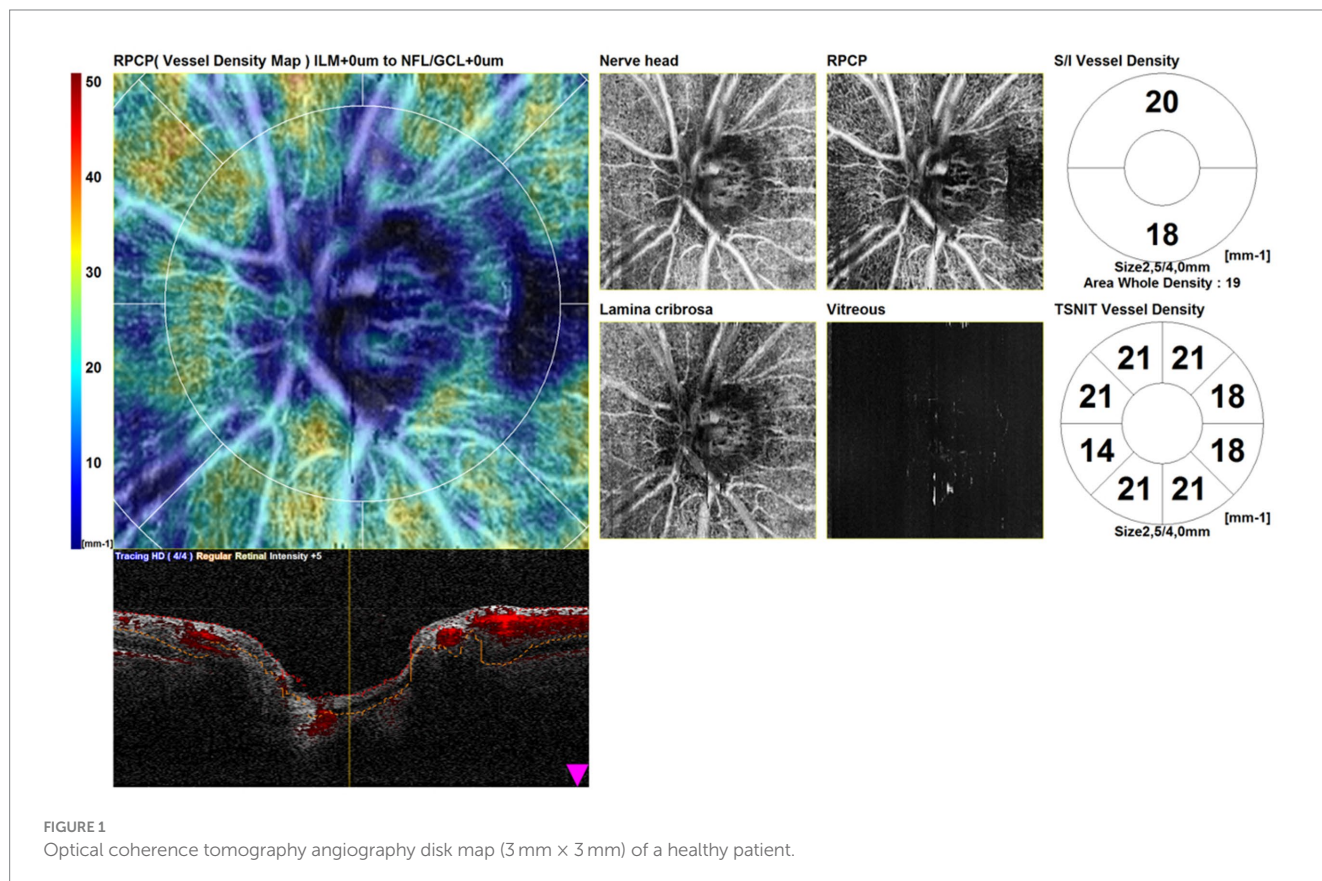 RPCP( Vessel Density Map ) ILM+0um to NFL/GCL+0um
50
40
30
20
10
[mm-1]
Tracing HD ( 4/4 ) Regular Retinal Intensity +5
Nerve head
RPCP
Lamina cribrosa
Vitreous
S/I Vessel Density
20
18
[mm-1]
Size2,5/4,0mm
Area Whole Density : 19
TSNIT Vessel Density
21 21
21 18
14 18
21 21
[mm-1]
Size2,5/4,0mm
FIGURE 1
Optical coherence tomography angiography disk map (3 mm × 3 mm) of a healthy patient.